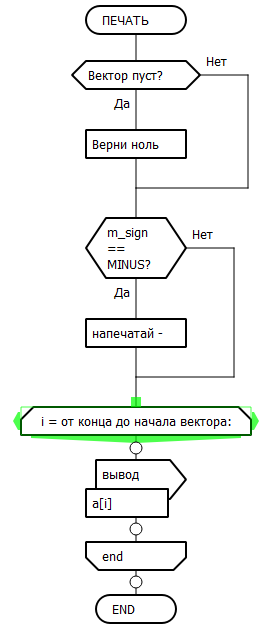 ПЕЧАТЬ
Вектор пуст?
Нет
Да
Верни ноль
m_sign
==
MINUS?
Нет
Да
напечатай -
i = от конца до начала вектора:
вывод
a[i]
end
END